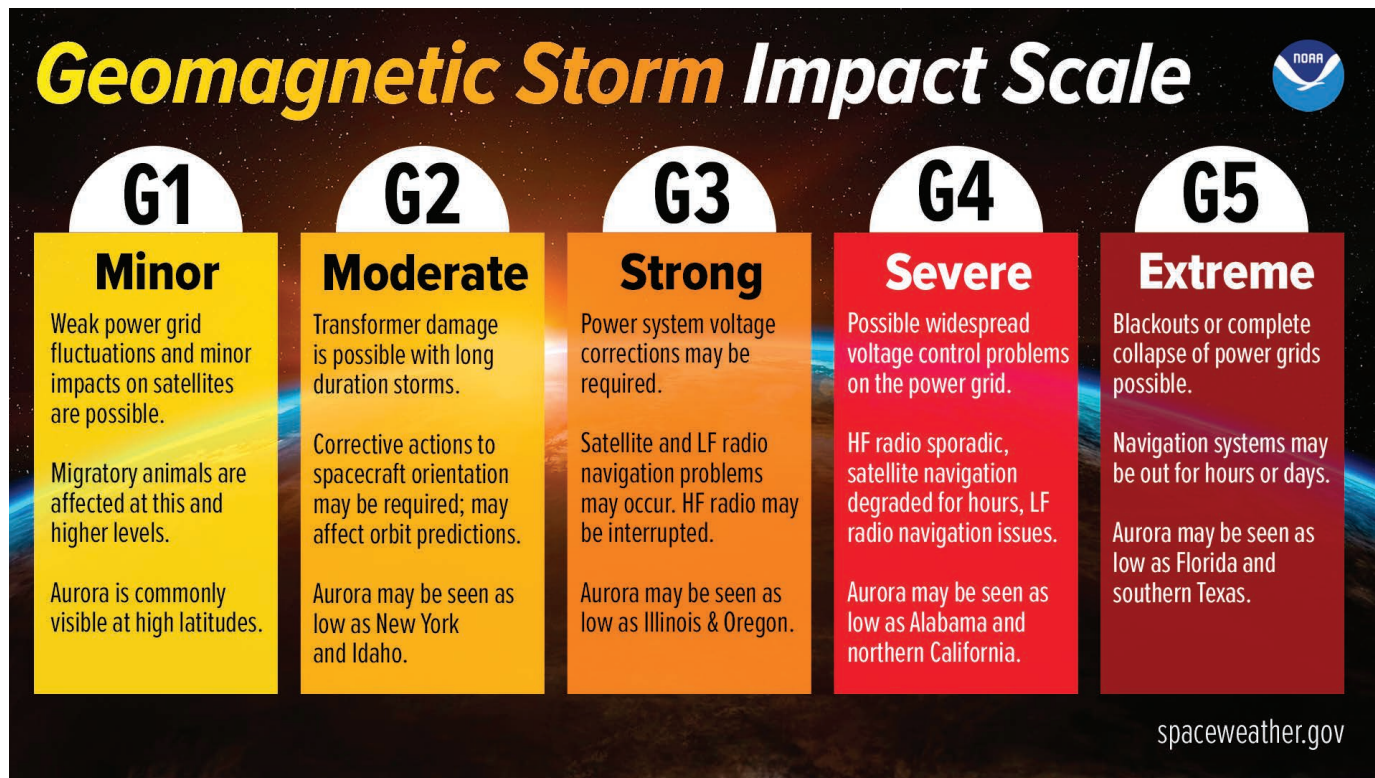 Geomagnetic Storm Impact Scale
NOAA
G1
Minor
Weak power grid
fluctuations and minor
impacts on satellites
are possible.
Migratory animals are
affected at this and
higher levels.
Aurora is commonly
visible at high latitudes.
G2
Moderate
Transformer damage
is possible with long
duration storms.
Corrective actions to
spacecraft orientation
may be required; may
affect orbit predictions.
Aurora may be seen as
low as New York
and Idaho.
G3
Strong
Power system voltage
corrections may be
required.
Satellite and LF radio
navigation problems
may occur. HF radio may
be interrupted.
Aurora may be seen as
low as Illinois & Oregon.
G4
Severe
Possible widespread
voltage control problems
on the power grid.
HF radio sporadic,
satellite navigation
degraded for hours, LF
radio navigation issues.
Aurora may be seen as
low as Alabama and
northern California.
G5
Extreme
Blackouts or complete
collapse of power grids
possible.
Navigation systems may
be out for hours or days.
Aurora may be seen as
low as Florida and
southern Texas.
spaceweather.gov